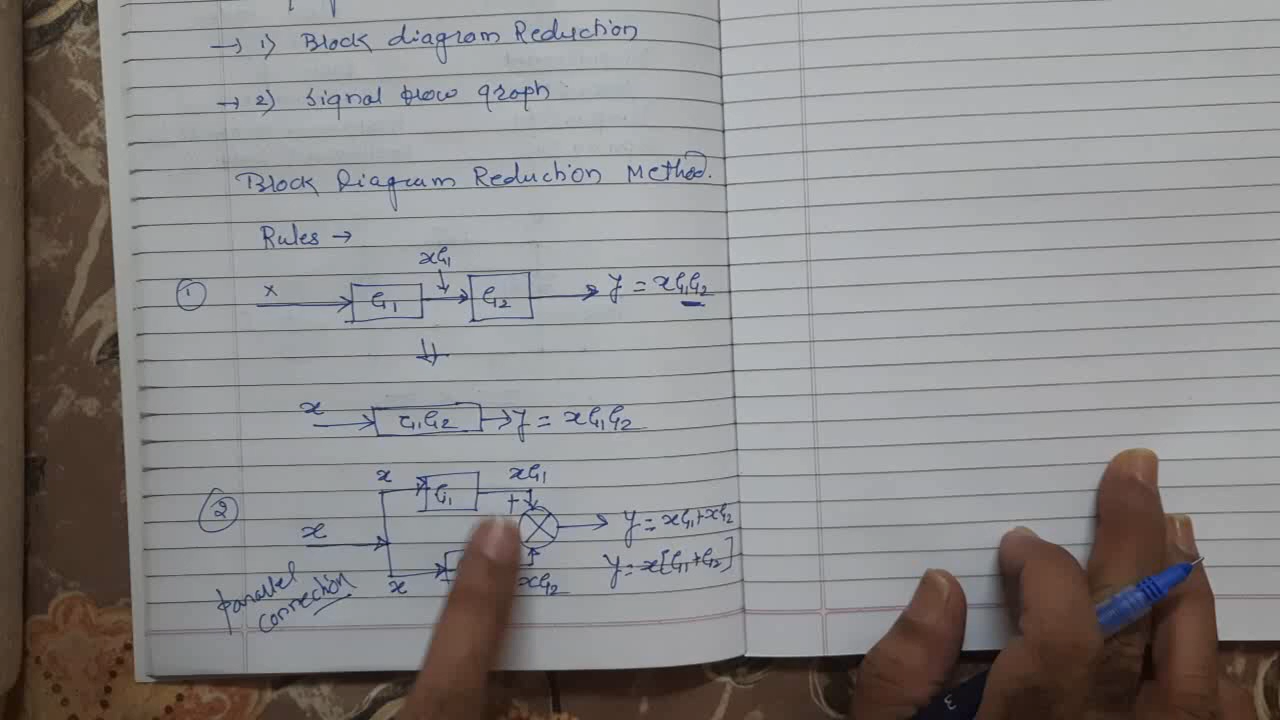 → 1) Block diagram Reduction
→ 2) Signal flow graph
Block Diagram Reduction Method.
Rules →
xG1
① x G1 G2 y = xG1G2
⇓
x G1G2 y = xG1G2
② x G1 xG1
+
x y = xG1+xG2
parallel connection x xG2 y = x[G1+G2]
3